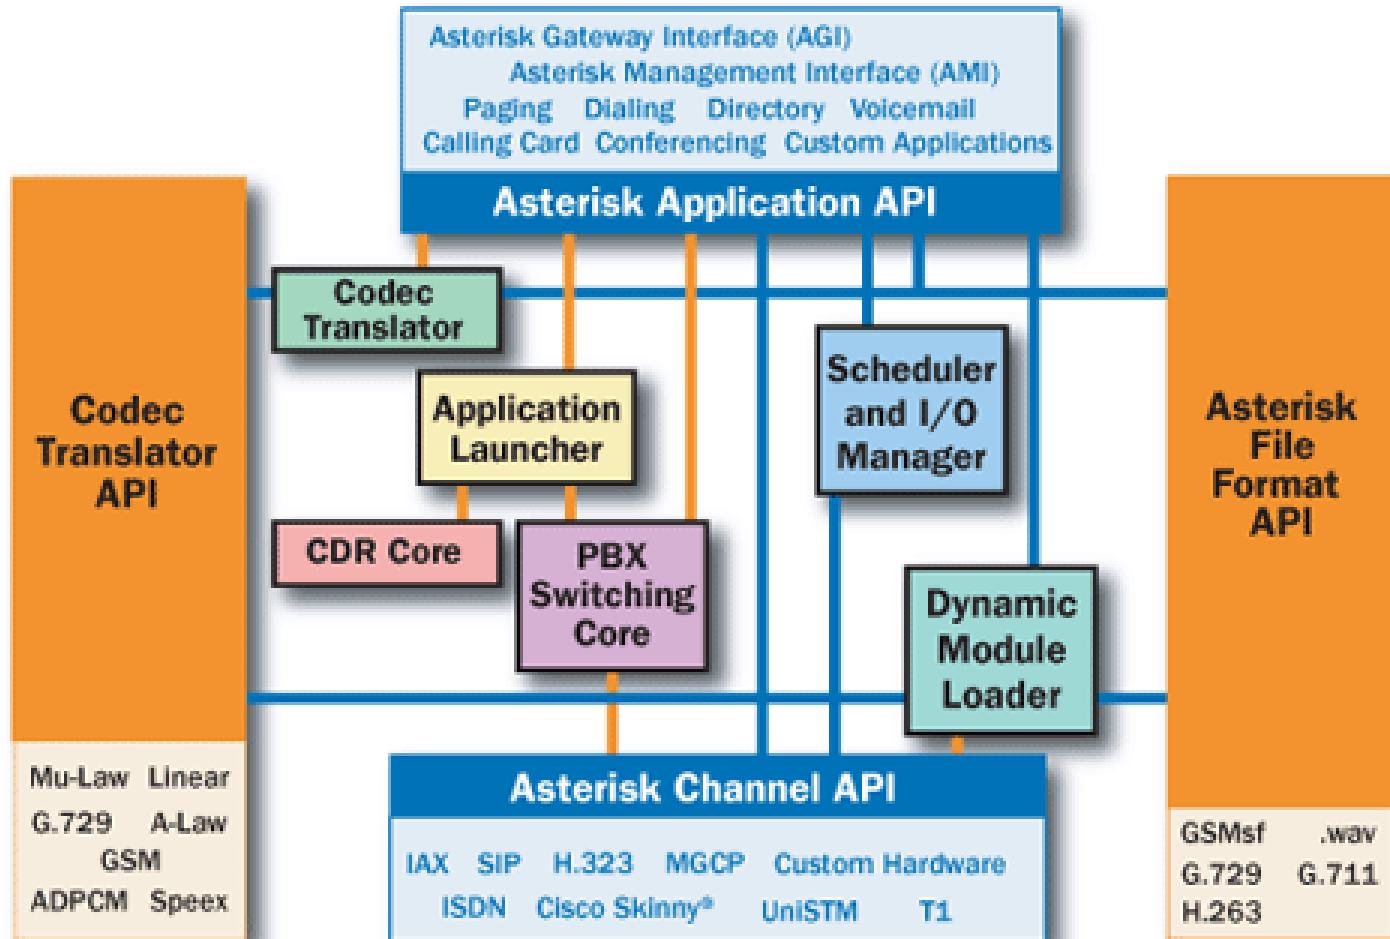 Asterisk Gateway Interface (AGI)
Asterisk Management Interface (AMI)
Paging Dialing Directory Voicemail
Calling Card Conferencing Custom Applications
Asterisk Application API
Codec
Translator
API
Mu-Law Linear
G.729 A-Law
GSM
ADPCM Speex
Codec
Translator
Application
Launcher
CDR Core
PBX
Switching
Core
Scheduler
and I/O
Manager
Dynamic
Module
Loader
Asterisk
File
Format
API
GSMsf .wav
G.729 G.711
H.263
Asterisk Channel API
IAX SIP H.323 MGCP Custom Hardware
ISDN Cisco Skinny® UniSTM T1